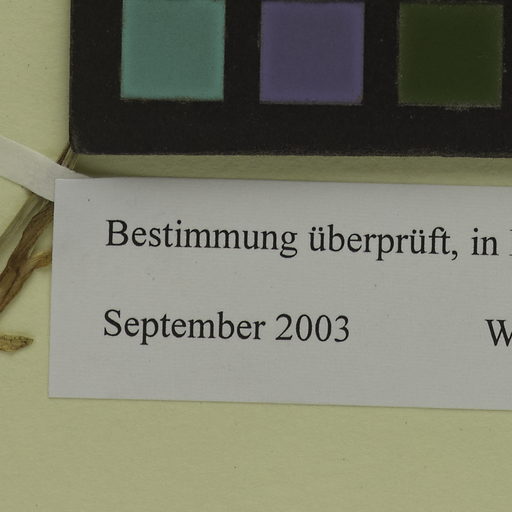 Bestimmung überprüft, in
September 2003